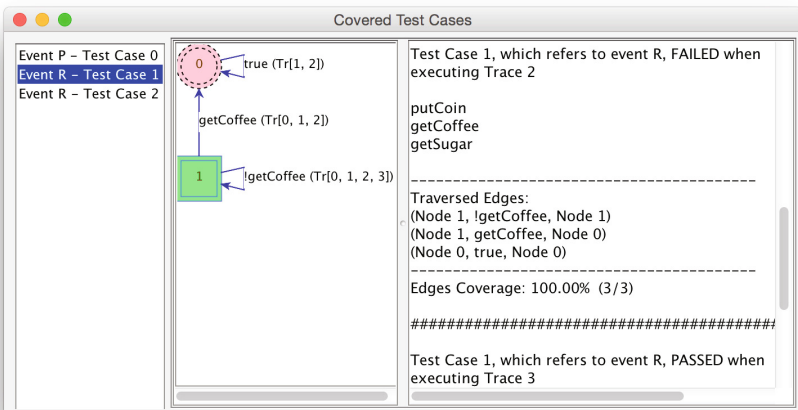 Covered Test Cases
Event P – Test Case 0
Event R – Test Case 1
Event R – Test Case 2
0
true (Tr[1, 2])
getCoffee (Tr[0, 1, 2])
1
!getCoffee (Tr[0, 1, 2, 3])
Test Case 1, which refers to event R, FAILED when
executing Trace 2
putCoin
getCoffee
getSugar
-----------------------------------------
Traversed Edges:
(Node 1, !getCoffee, Node 1)
(Node 1, getCoffee, Node 0)
(Node 0, true, Node 0)
-----------------------------------------
Edges Coverage: 100.00% (3/3)
########################################
Test Case 1, which refers to event R, PASSED when
executing Trace 3